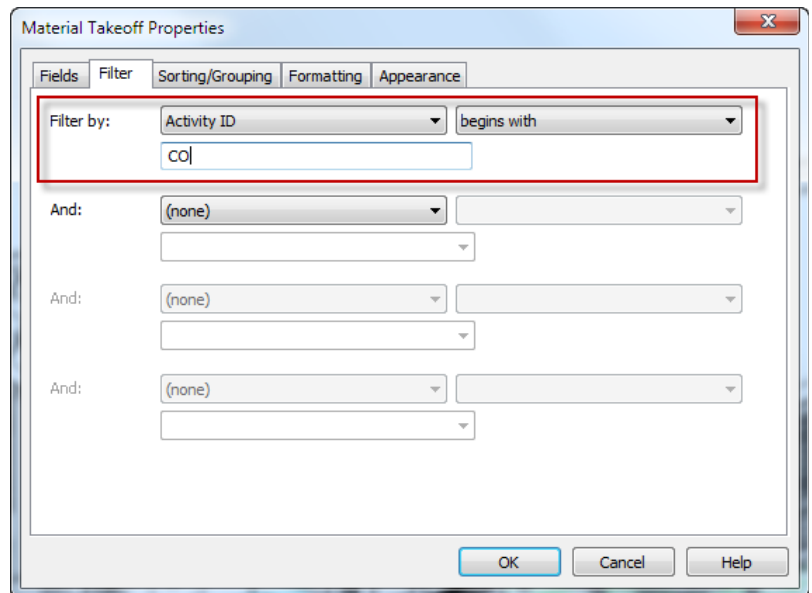 Material Takeoff Properties
Fields Filter Sorting/Grouping Formatting Appearance
Filter by: Activity ID begins with
CO
And: (none)
And: (none)
And: (none)
OK Cancel Help